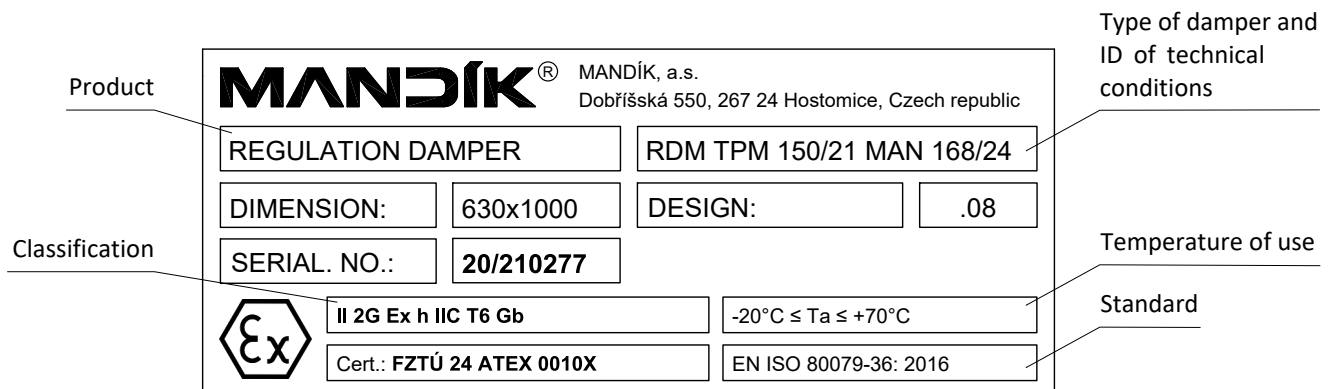 Type of damper and
ID of technical
conditions
Product
MANDÍK®
MANDÍK, a.s.
Dobříšská 550, 267 24 Hostomice, Czech republic
REGULATION DAMPER
RDM TPM 150/21 MAN 168/24
DIMENSION:
630x1000
DESIGN:
.08
Classification
SERIAL. NO.:
20/210277
Temperature of use
Ex
II 2G Ex h IIC T6 Gb
-20°C ≤ Ta ≤ +70°C
Standard
Cert.: FZTÚ 24 ATEX 0010X
EN ISO 80079-36: 2016